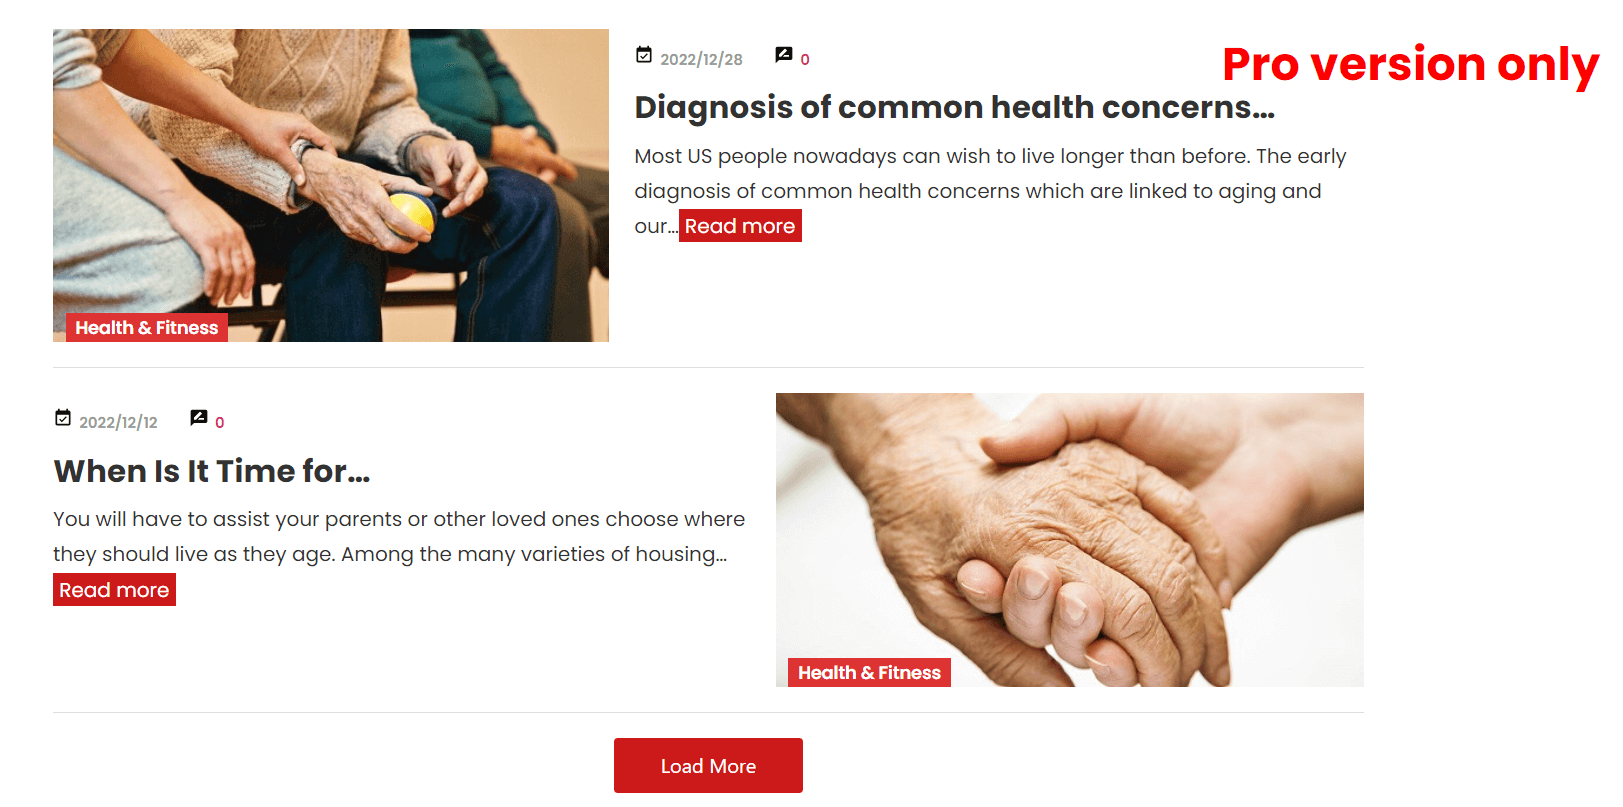 2022/12/28 0
Pro version only
Diagnosis of common health concerns...
Most US people nowadays can wish to live longer than before. The early
diagnosis of common health concerns which are linked to aging and
our... Read more
Health & Fitness
2022/12/12 0
When Is It Time for...
You will have to assist your parents or other loved ones choose where
they should live as they age. Among the many varieties of housing...
Read more
Health & Fitness
Load More